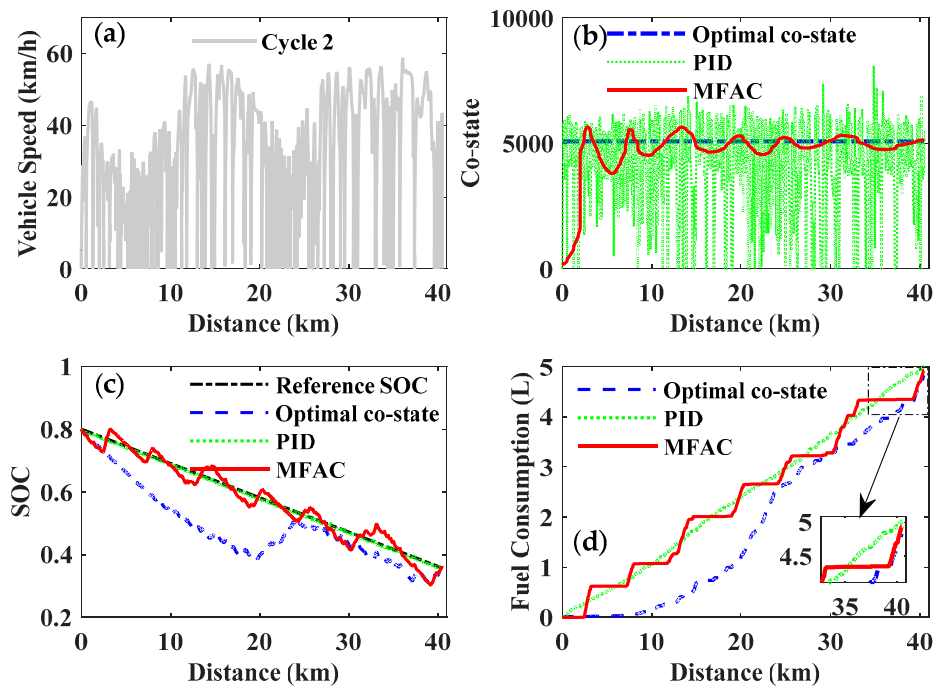 (a)
Cycle 2
60
40
20
0
Vehicle Speed (km/h)
0 10 20 30 40
Distance (km)
(b)
Optimal co-state
PID
MFAC
10000
5000
0
Co-state
0 10 20 30 40
Distance (km)
(c)
Reference SOC
Optimal co-state
PID
MFAC
1
0.8
0.6
0.4
0.2
SOC
0 10 20 30 40
Distance (km)
Optimal co-state
PID
MFAC
(d)
5
4
3
2
1
0
Fuel Consumption (L)
5
4.5
35 40
0 10 20 30 40
Distance (km)